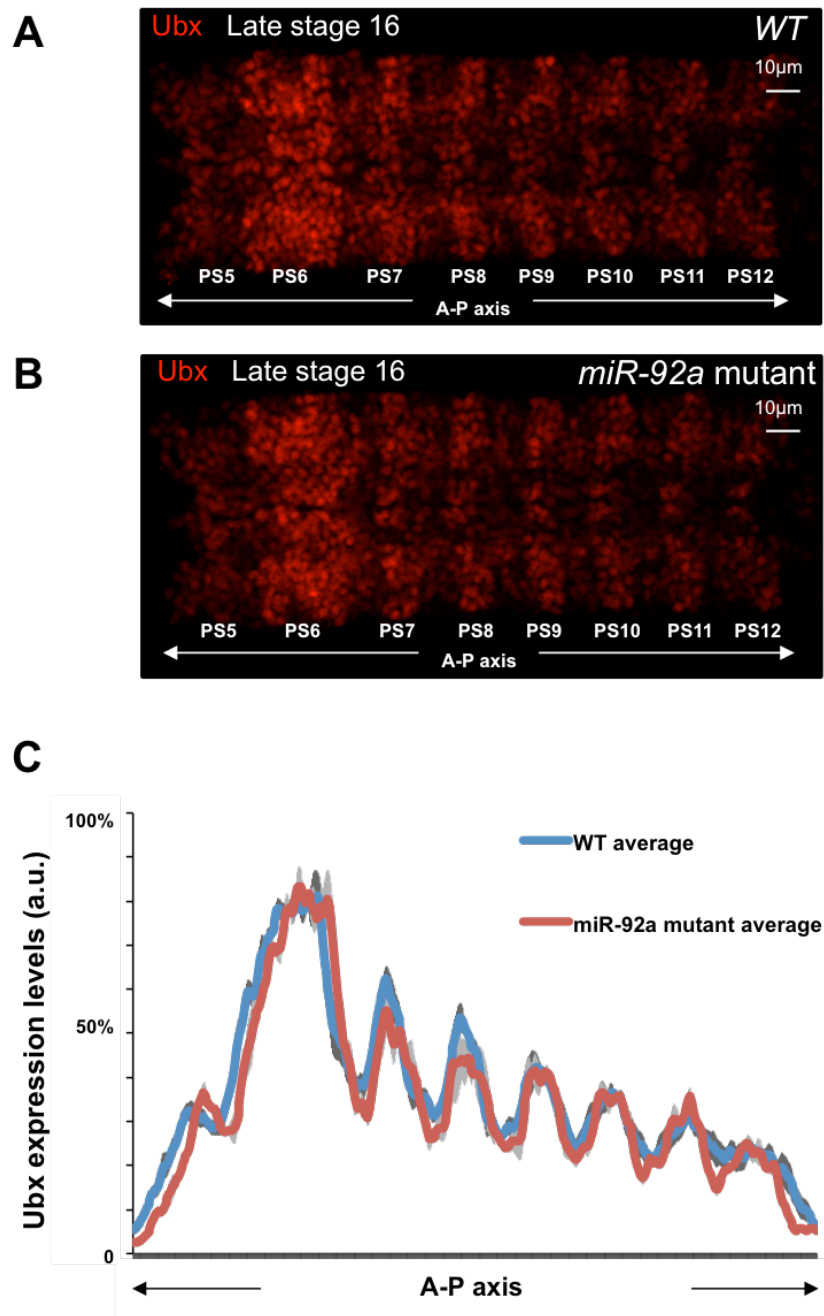 A
Ubx Late stage 16 WT
10µm
PS5 PS6 PS7 PS8 PS9 PS10 PS11 PS12
A-P axis
B
Ubx Late stage 16 miR-92a mutant
10µm
PS5 PS6 PS7 PS8 PS9 PS10 PS11 PS12
A-P axis
C
Ubx expression levels (a.u.)
100%
50%
0
WT average
miR-92a mutant average
A-P axis